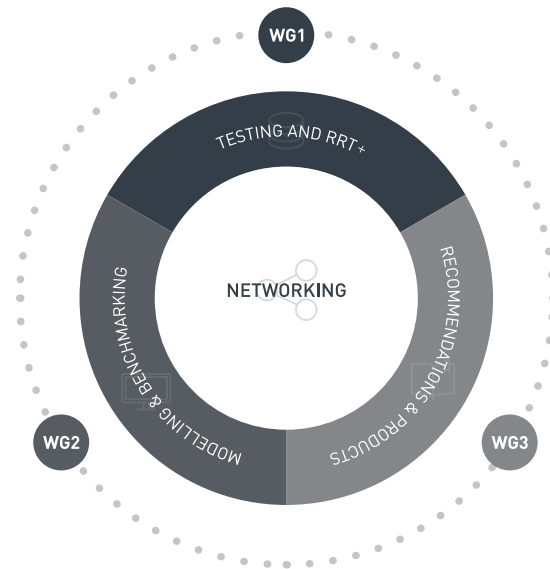 WG1
TESTING AND RRT+
NETWORKING
MODELLING & BENCHMARKING
RECOMMENDATIONS & PRODUCTS
WG2
WG3